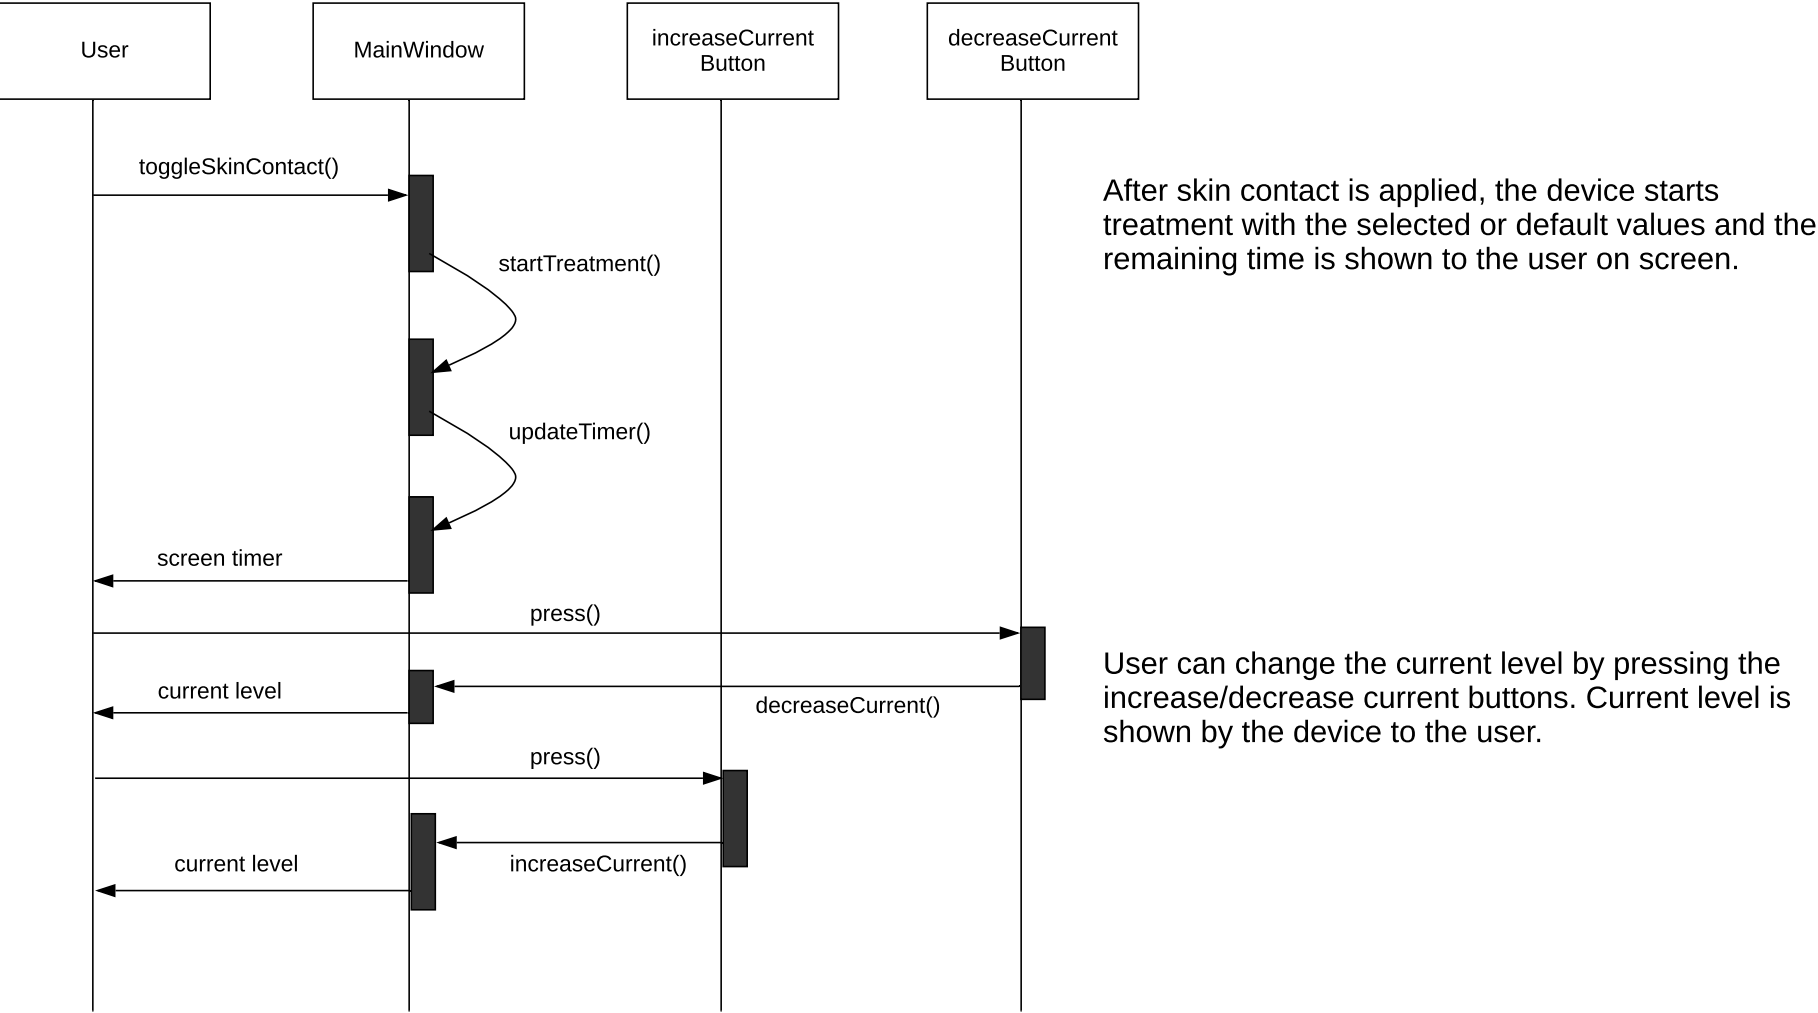 User
MainWindow
increaseCurrent
Button
decreaseCurrent
Button
toggleSkinContact()
After skin contact is applied, the device starts
treatment with the selected or default values and the
remaining time is shown to the user on screen.
startTreatment()
updateTimer()
screen timer
press()
User can change the current level by pressing the
increase/decrease current buttons. Current level is
shown by the device to the user.
current level
decreaseCurrent()
press()
increaseCurrent()
current level